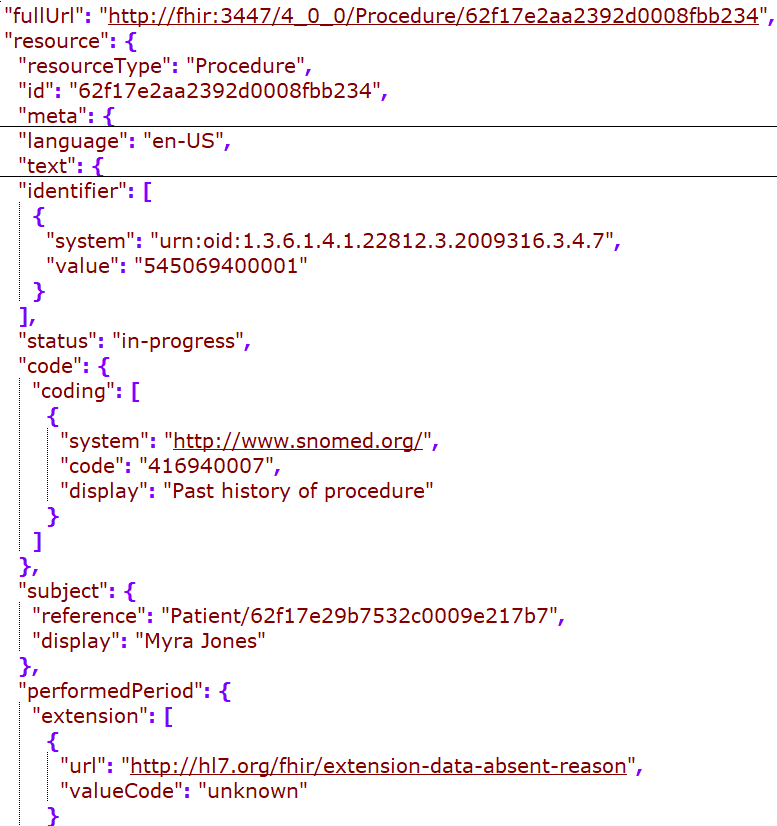 "fullUrl": "http://fhir:3447/4_0_0/Procedure/62f17e2aa2392d0008fbb234",
"resource": {
"resourceType": "Procedure",
"id": "62f17e2aa2392d0008fbb234",
"meta": {
"language": "en-US",
"text": {
"identifier": [
{
"system": "urn:oid:1.3.6.1.4.1.22812.3.2009316.3.4.7",
"value": "545069400001"
}
],
"status": "in-progress",
"code": {
"coding": [
{
"system": "http://www.snomed.org/",
"code": "416940007",
"display": "Past history of procedure"
}
]
},
"subject": {
"reference": "Patient/62f17e29b7532c0009e217b7",
"display": "Myra Jones"
},
"performedPeriod": {
"extension": [
{
"url": "http://hl7.org/fhir/extension-data-absent-reason",
"valueCode": "unknown"
}